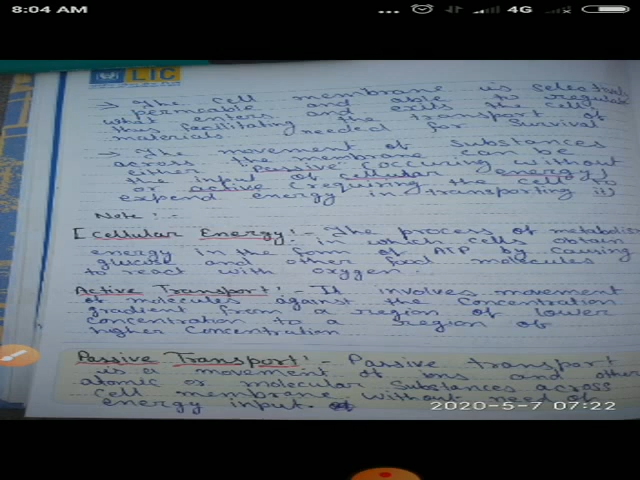 8:04 AM
4G
LIC
→ The cell membrane is selectively
permeable and able to regulate
what enters and exits the cell,
thus facilitating the transport of
materials needed for survival
→ The movement of substances
across the membrane can be
either passive (occuring without
the input of cellular energy)
or active (requiring the cell to
expend energy in transporting it)
Note :-
[Cellular Energy :- The process of metabolism
in which cells obtain
energy in the form of ATP by causing
glucose and other food molecules
to react with oxygen.
Active Transport :- It involves movement
of molecules against the concentration
gradient from a region of lower
concentration to a region of
higher concentration
Passive Transport :- Passive transport
is a movement of ions and other
atomic or molecular substances across
cell membrane without need of
energy input.
2020-5-7 07:22